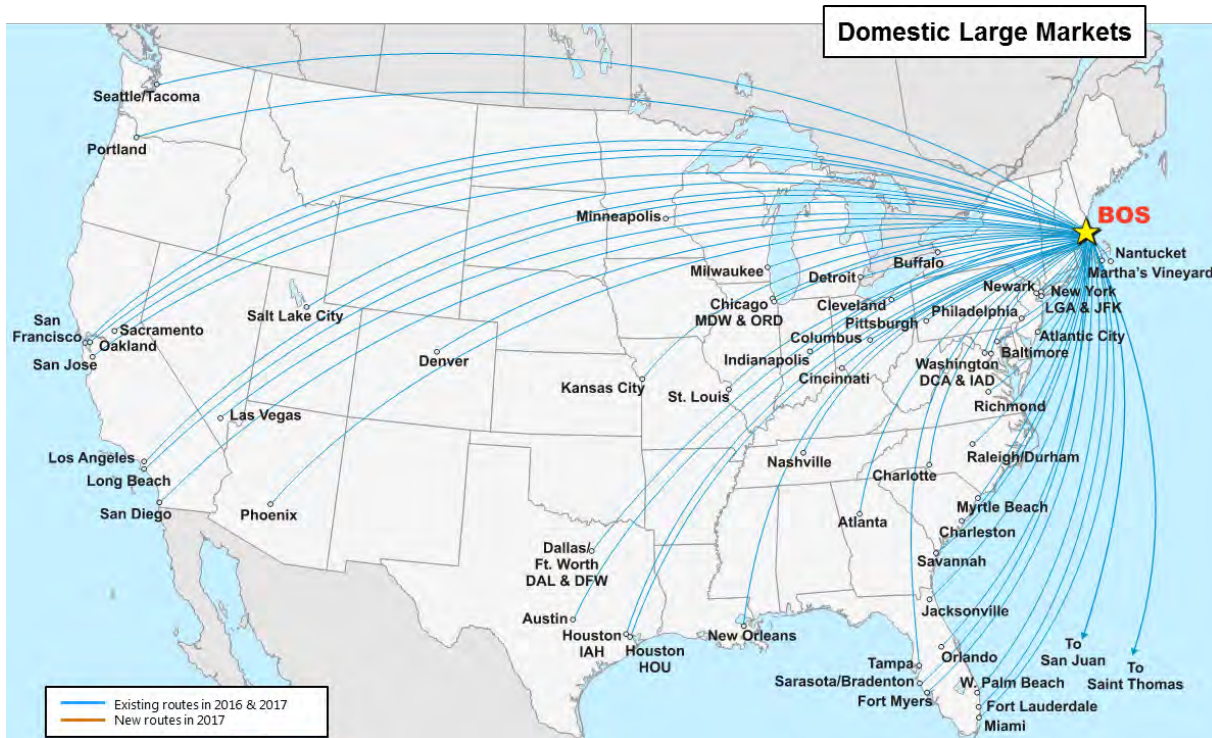 Domestic Large Markets
Seattle/Tacoma
Portland
Minneapolis
BOS
Nantucket
Martha's Vineyard
Buffalo
Milwaukee
Detroit
Newark
New York
LGA & JFK
Chicago
MDW & ORD
Cleveland
Philadelphia
Pittsburgh
Salt Lake City
San
Francisco
Sacramento
Oakland
San Jose
Columbus
Atlantic City
Denver
Indianapolis
Washington
DCA & IAD
Baltimore
Cincinnati
Kansas City
St. Louis
Richmond
Las Vegas
Los Angeles
Long Beach
Nashville
Charlotte
Raleigh/Durham
San Diego
Phoenix
Myrtle Beach
Atlanta
Charleston
Dallas/
Ft. Worth
DAL & DFW
Savannah
Austin
Houston
IAH
Houston
HOU
New Orleans
Jacksonville
Tampa
Orlando
To
San Juan
To
Saint Thomas
Sarasota/Bradenton
W. Palm Beach
Fort Myers
Fort Lauderdale
Miami
Existing routes in 2016 & 2017
New routes in 2017